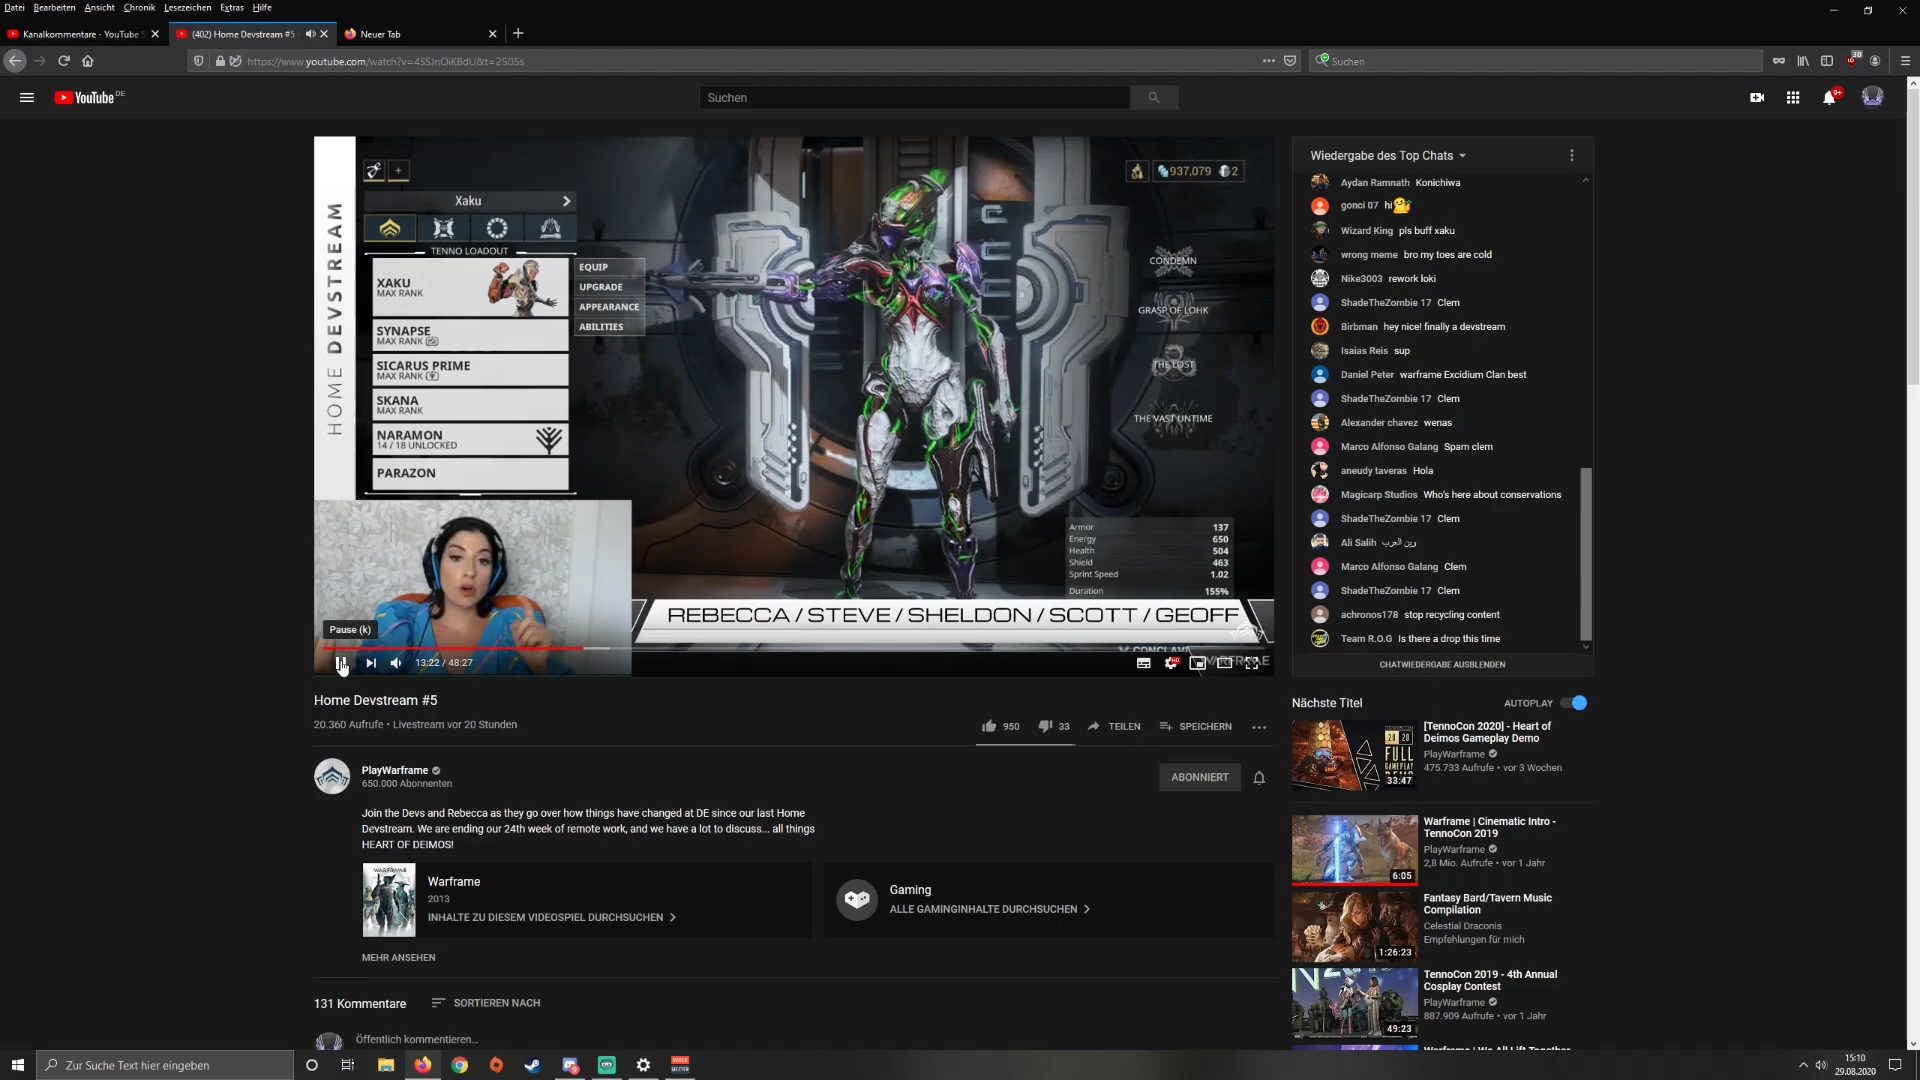 Datei Bearbeiten Ansicht Chronik Lesezeichen Extras Hilfe
Kanalkommentare - YouTube S
(402) Home Devstream #5 -
Neuer Tab
https://www.youtube.com/watch?v=4SSJnOiKBdU&t=2505s
Suchen
30
YouTube DE
Suchen
9+
HOME DEVSTREAM
Xaku
937,079 2
TENNO LOADOUT
XAKU
MAX RANK
EQUIP
UPGRADE
APPEARANCE
ABILITIES
SYNAPSE
MAX RANK
SICARUS PRIME
MAX RANK
SKANA
MAX RANK
NARAMON
14 / 18 UNLOCKED
PARAZON
CONDEMN
GRASP OF LOHK
THE LOST
THE VAST UNTIME
Armor 137
Energy 650
Health 504
Shield 463
Sprint Speed 1.02
Duration 155%
REBECCA / STEVE / SHELDON / SCOTT / GEOFF
CONCLAVE
Pause (k)
13:22 / 48:27
HD
Wiedergabe des Top Chats
Aydan Ramnath Konichiwa
gonci 07 hi
Wizard King pls buff xaku
wrong meme bro my toes are cold
Nike3003 rework loki
ShadeTheZombie 17 Clem
Birbman hey nice! finally a devstream
Isaias Reis sup
Daniel Peter warframe Excidium Clan best
ShadeTheZombie 17 Clem
Alexander chavez wenas
Marco Alfonso Galang Spam clem
aneudy taveras Hola
Magicarp Studios Who's here about conservations
ShadeTheZombie 17 Clem
Ali Salih وين العرب
Marco Alfonso Galang Clem
ShadeTheZombie 17 Clem
achronos178 stop recycling content
Team R.O.G Is there a drop this time
CHATWIEDERGABE AUSBLENDEN
Home Devstream #5
20.360 Aufrufe • Livestream vor 20 Stunden
950 33 TEILEN SPEICHERN
PlayWarframe
650.000 Abonnenten
ABONNIERT
Join the Devs and Rebecca as they go over how things have changed at DE since our last Home
Devstream. We are ending our 24th week of remote work, and we have a lot to discuss... all things
HEART OF DEIMOS!
WARFRAME
Warframe
2013
INHALTE ZU DIESEM VIDEOSPIEL DURCHSUCHEN
Gaming
ALLE GAMINGINHALTE DURCHSUCHEN
MEHR ANSEHEN
131 Kommentare SORTIEREN NACH
Öffentlich kommentieren...
Nächste Titel AUTOPLAY
20 20
FULL
GAMEPLAY
DEMO
33:47
[TennoCon 2020] - Heart of
Deimos Gameplay Demo
PlayWarframe
475.733 Aufrufe • vor 3 Wochen
6:05
Warframe | Cinematic Intro -
TennoCon 2019
PlayWarframe
2,8 Mio. Aufrufe • vor 1 Jahr
1:26:23
Fantasy Bard/Tavern Music
Compilation
Celestial Draconis
Empfehlungen für mich
49:23
TennoCon 2019 - 4th Annual
Cosplay Contest
PlayWarframe
887.909 Aufrufe • vor 1 Jahr
Warframe | We All Lift Together
Zur Suche Text hier eingeben
15:10
29.08.2020